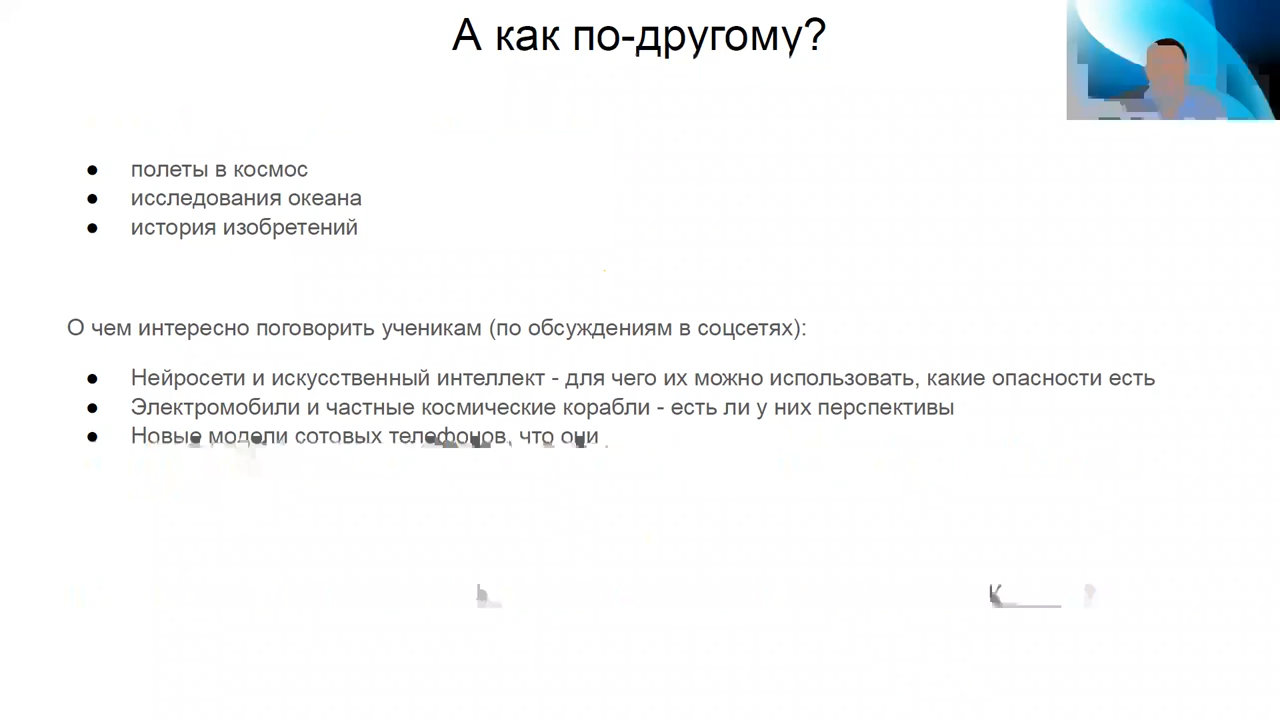 А как по-другому?
● полеты в космос
● исследования океана
● история изобретений
О чем интересно поговорить ученикам (по обсуждениям в соцсетях):
● Нейросети и искусственный интеллект - для чего их можно использовать, какие опасности есть
● Электромобили и частные космические корабли - есть ли у них перспективы
● Новые модели сотовых телефонов, что они